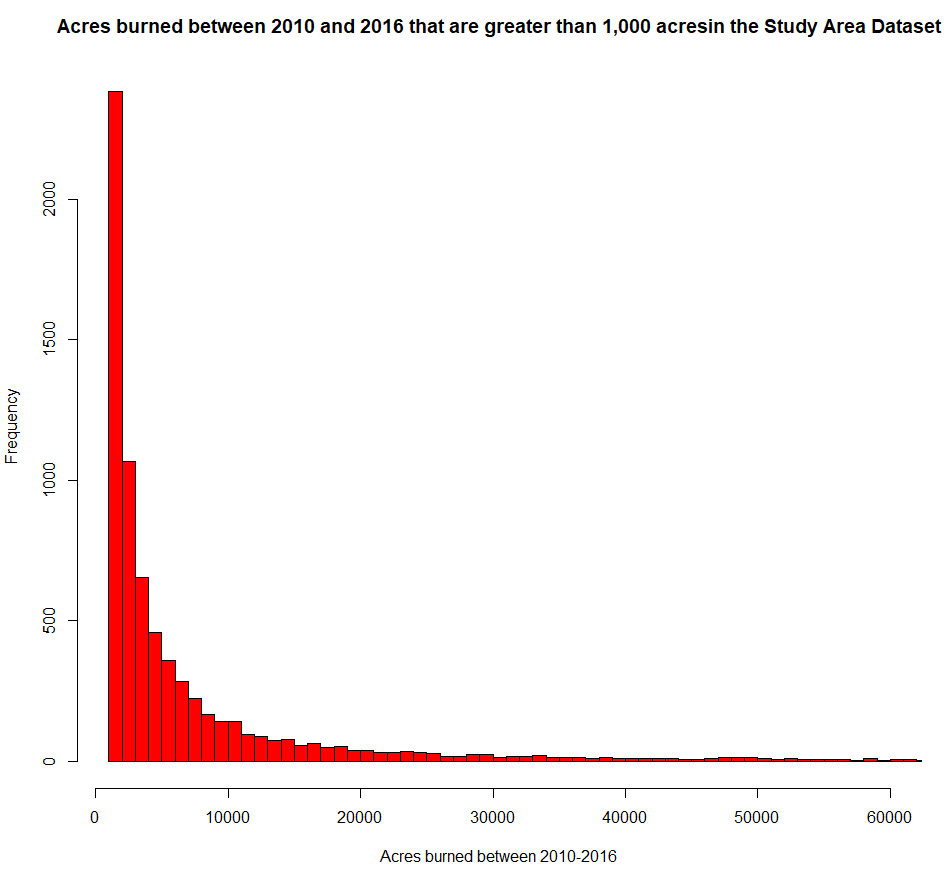 Acres burned between 2010 and 2016 that are greater than 1,000 acresin the Study Area Dataset
2000
1500
1000
500
0
Frequency
0 10000 20000 30000 40000 50000 60000
Acres burned between 2010-2016